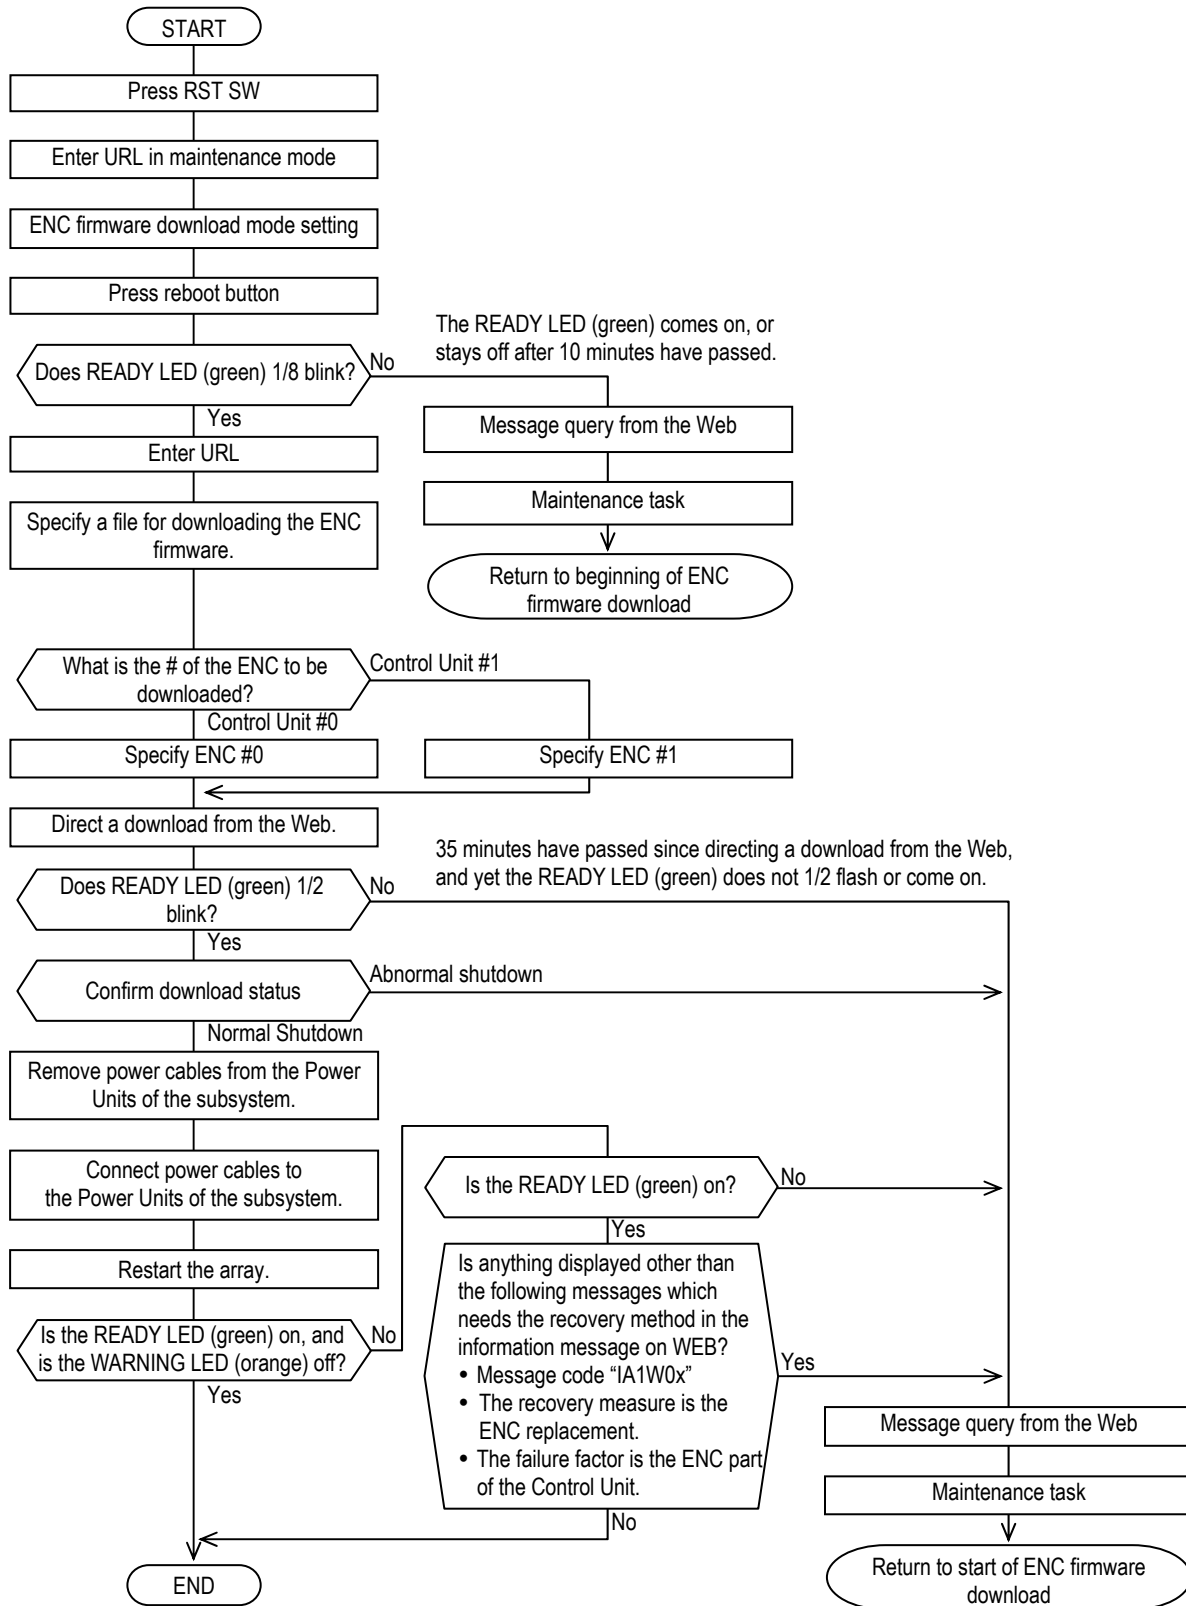 START
Press RST SW
Enter URL in maintenance mode
ENC firmware download mode setting
Press reboot button
The READY LED (green) comes on, or
stays off after 10 minutes have passed.
Does READY LED (green) 1/8 blink?
No
Yes
Message query from the Web
Enter URL
Maintenance task
Specify a file for downloading the ENC
firmware.
Return to beginning of ENC
firmware download
What is the # of the ENC to be
downloaded?
Control Unit #1
Control Unit #0
Specify ENC #0
Specify ENC #1
Direct a download from the Web.
35 minutes have passed since directing a download from the Web,
and yet the READY LED (green) does not 1/2 flash or come on.
Does READY LED (green) 1/2
blink?
No
Yes
Confirm download status
Abnormal shutdown
Normal Shutdown
Remove power cables from the Power
Units of the subsystem.
Connect power cables to
the Power Units of the subsystem.
Restart the array.
Is the READY LED (green) on, and
is the WARNING LED (orange) off?
No
Yes
Is the READY LED (green) on?
No
Yes
Is anything displayed other than
the following messages which
needs the recovery method in the
information message on WEB?
• Message code “IA1W0x”
• The recovery measure is the
ENC replacement.
• The failure factor is the ENC part
of the Control Unit.
Yes
No
Message query from the Web
Maintenance task
Return to start of ENC firmware
download
END